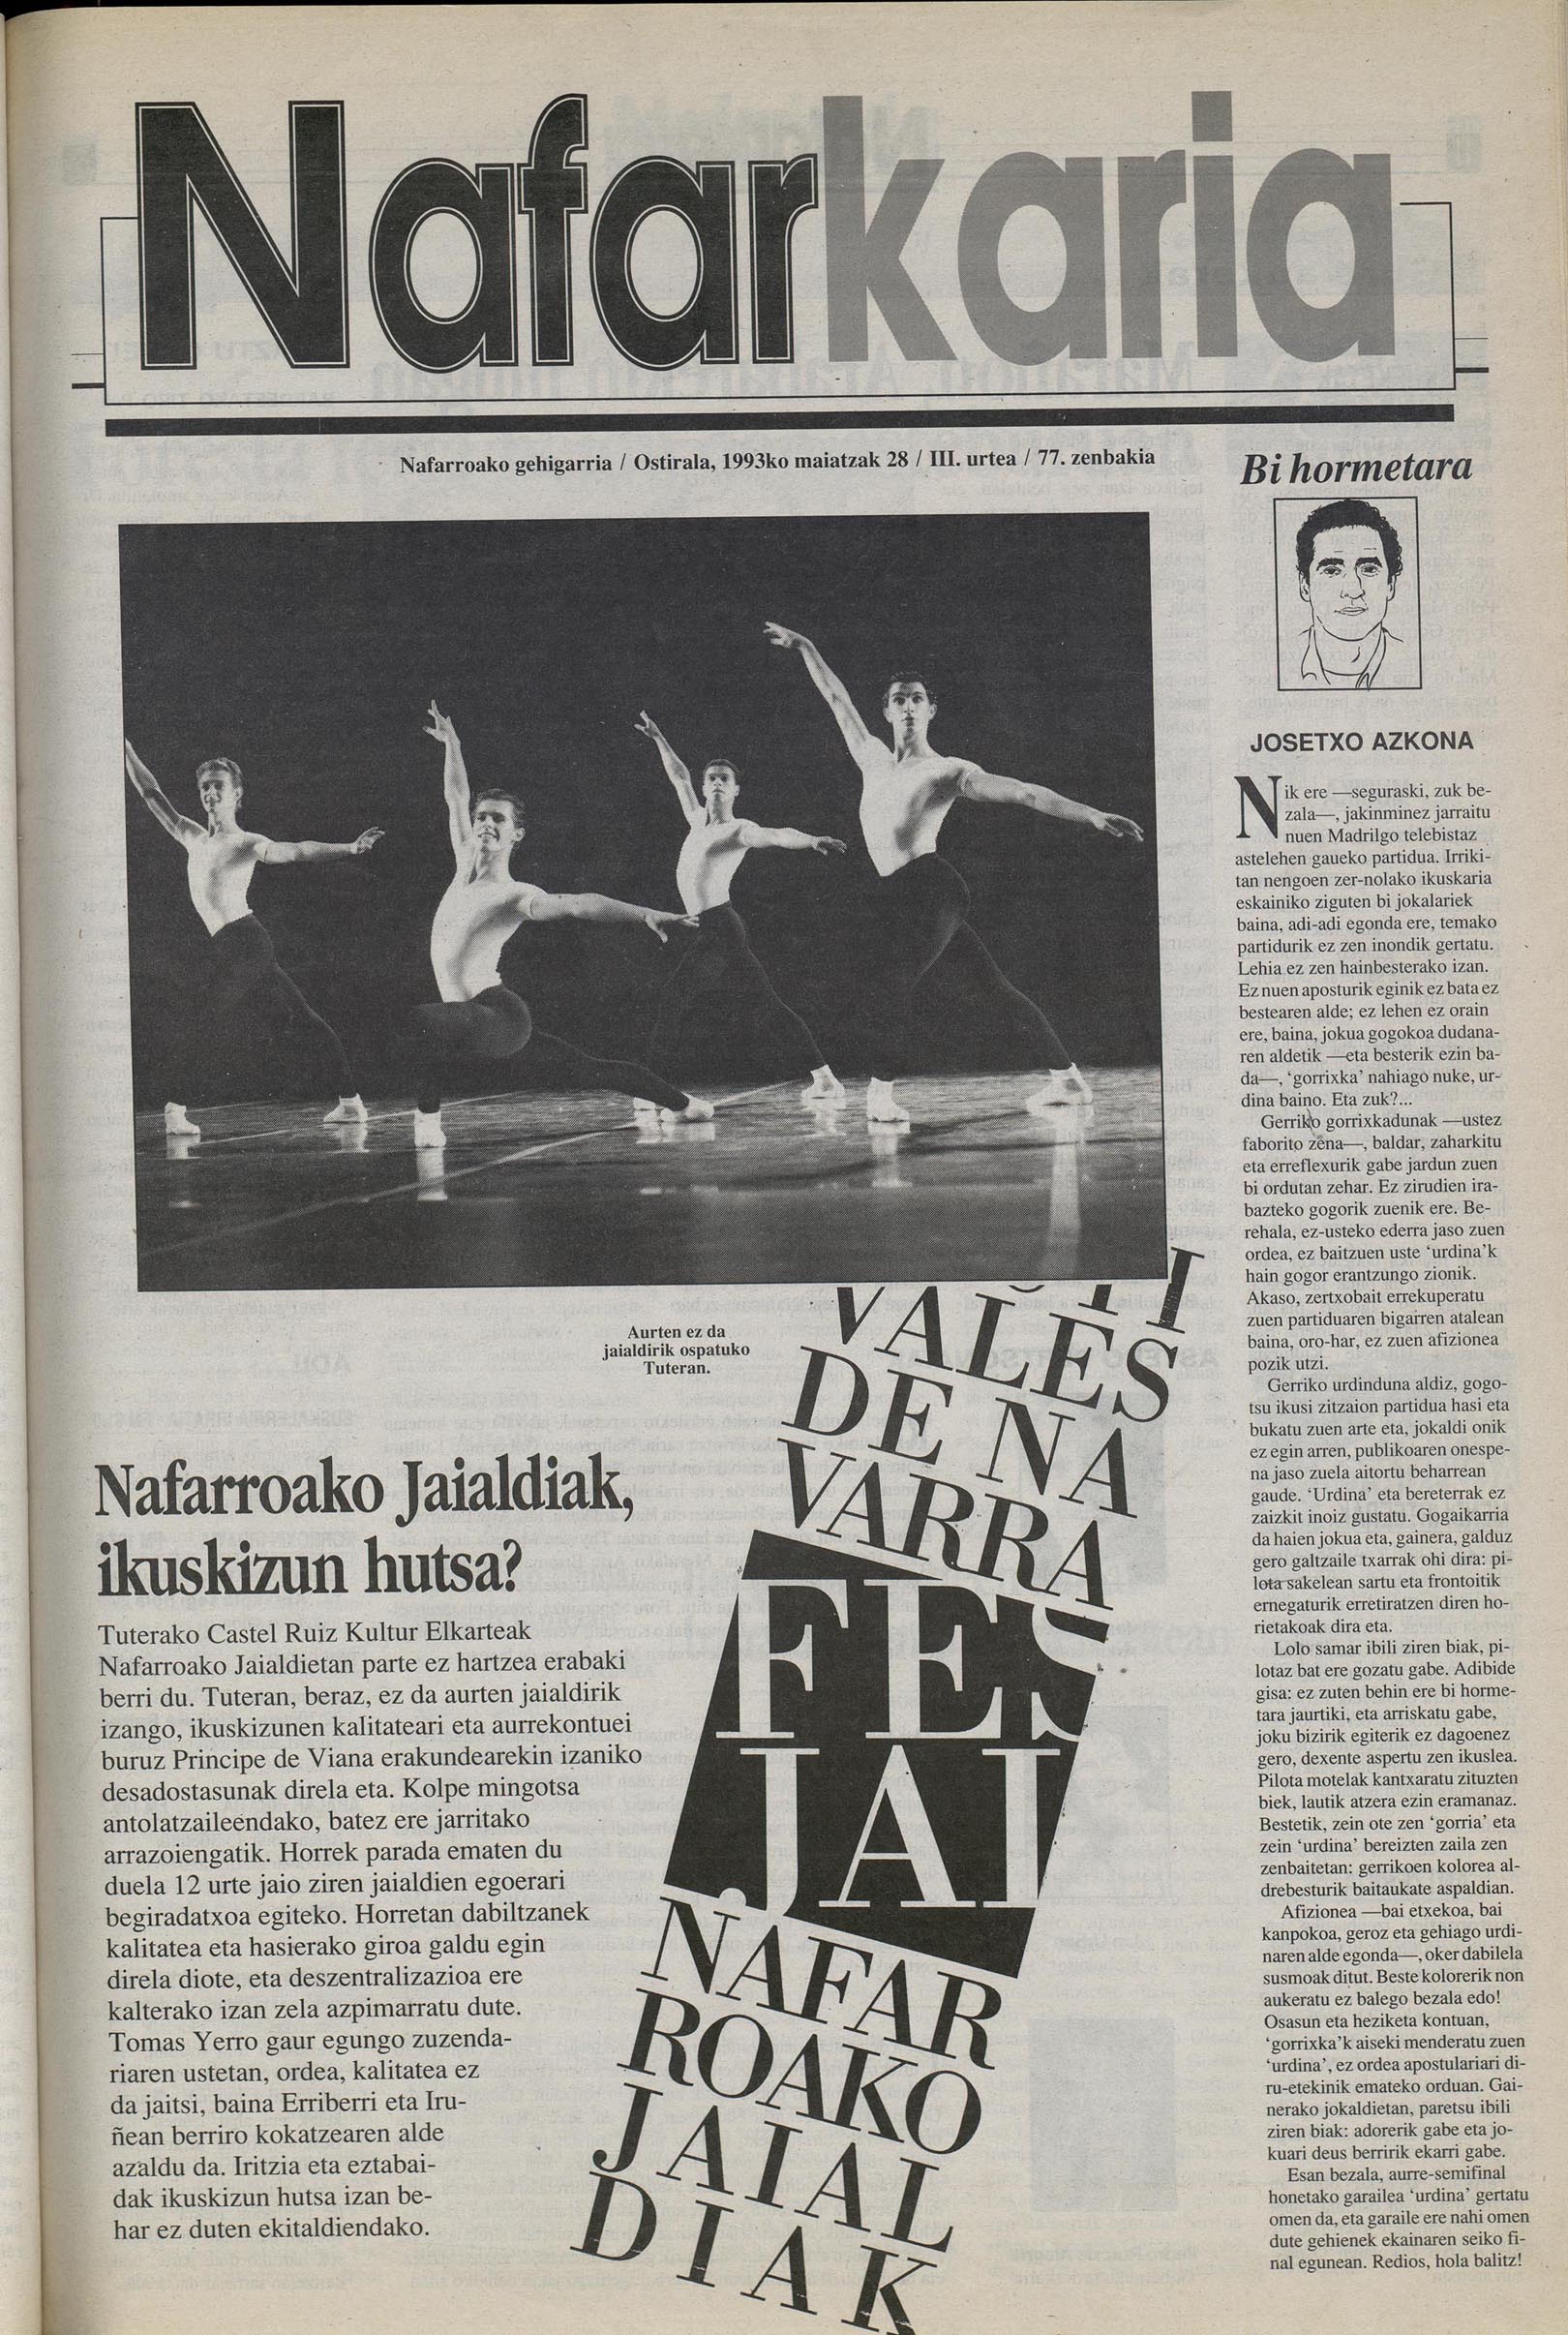 Nafarkaria
Nafarroako gehigarria / Ostirala, 1993ko maiatzak 28 / III. urtea / 77. zenbakia
Aurten ez da
jaialdirik ospatuko
Tuteran.
VALES
DE NA
VARRA
FES
JAI
NAFAR
ROAKO
JAIAL
DIAK
Nafarroako Jaialdiak,
ikuskizun hutsa?
Tuterako Castel Ruiz Kultur Elkarteak
Nafarroako Jaialdietan parte ez hartzea erabaki
berri du. Tuteran, beraz, ez da aurten jaialdirik
izango, ikuskizunen kalitateari eta aurrekontuei
buruz Principe de Viana erakundearekin izaniko
desadostasunak direla eta. Kolpe mingotsa
antolatzaileendako, batez ere jarritako
arrazoiengatik. Horrek parada ematen du
duela 12 urte jaio ziren jaialdien egoerari
begiradatxoa egiteko. Horretan dabiltzanek
kalitatea eta hasierako giroa galdu egin
direla diote, eta deszentralizazioa ere
kalterako izan zela azpimarratu dute.
Tomas Yerro gaur egungo zuzenda-
riaren ustetan, ordea, kalitatea ez
da jaitsi, baina Erriberri eta Iru-
ñean berriro kokatzearen alde
azaldu da. Iritzia eta eztabai-
dak ikuskizun hutsa izan be-
har ez duten ekitaldiendako.
Bi hormetara
JOSETXO AZKONA
Nik ere —seguraski, zuk be-
zala—, jakinminez jarraitu
nuen Madrilgo telebistaz
astelehen gaueko partidua. Irriki-
tan nengoen zer-nolako ikuskaria
eskainiko ziguten bi jokalariek
baina, adi-adi egonda ere, temako
partidurik ez zen inondik gertatu.
Lehia ez zen hainbesterako izan.
Ez nuen aposturik eginik ez bata ez
bestearen alde; ez lehen ez orain
ere, baina, jokua gogokoa dudana-
ren aldetik —eta besterik ezin ba-
da—, ‘gorrixka’ nahiago nuke, ur-
dina baino. Eta zuk?...
Gerriko gorrixkadunak —ustez
faborito zena—, baldar, zaharkitu
eta erreflexurik gabe jardun zuen
bi ordutan zehar. Ez zirudien ira-
bazteko gogorik zuenik ere. Be-
rehala, ez-usteko ederra jaso zuen
ordea, ez baitzuen uste ‘urdina’k
hain gogor erantzungo zionik.
Akaso, zertxobait errekuperatu
zuen partiduaren bigarren atalean
baina, oro-har, ez zuen afizionea
pozik utzi.
Gerriko urdinduna aldiz, gogo-
tsu ikusi zitzaion partidua hasi eta
bukatu zuen arte eta, jokaldi onik
ez egin arren, publikoaren onespe-
na jaso zuela aitortu beharrean
gaude. ‘Urdina’ eta bereterrak ez
zaizkit inoiz gustatu. Gogaikarria
da haien jokua eta, gainera, galduz
gero galtzaile txarrak ohi dira: pi-
lota sakelean sartu eta frontoitik
ernegaturik erretiratzen diren ho-
rietakoak dira eta.
Lolo samar ibili ziren biak, pi-
lotaz bat ere gozatu gabe. Adibide
gisa: ez zuten behin ere bi horme-
tara jaurtiki, eta arriskatu gabe,
joku bizirik egiterik ez dagoenez
gero, dexente aspertu zen ikuslea.
Pilota motelak kantxaratu zituzten
biek, lautik atzera ezin eramanaz.
Bestetik, zein ote zen ‘gorria’ eta
zein ‘urdina’ bereizten zaila zen
zenbaitetan: gerrikoen kolorea al-
drebesturik baitaukate aspaldian.
Afizionea —bai etxekoa, bai
kanpokoa, geroz eta gehiago urdi-
naren alde egonda—, oker dabilela
susmoak ditut. Beste kolorerik non
aukeratu ez balego bezala edo!
Osasun eta heziketa kontuan,
‘gorrixka’k aiseki menderatu zuen
‘urdina’, ez ordea apostulariari di-
ru-etekinik emateko orduan. Gai-
nerako jokaldietan, paretsu ibili
ziren biak: adorerik gabe eta jo-
kuari deus berririk ekarri gabe.
Esan bezala, aurre-semifinal
honetako garailea ‘urdina’ gertatu
omen da, eta garaile ere nahi omen
dute gehienek ekainaren seiko fi-
nal egunean. Redios, hola balitz!